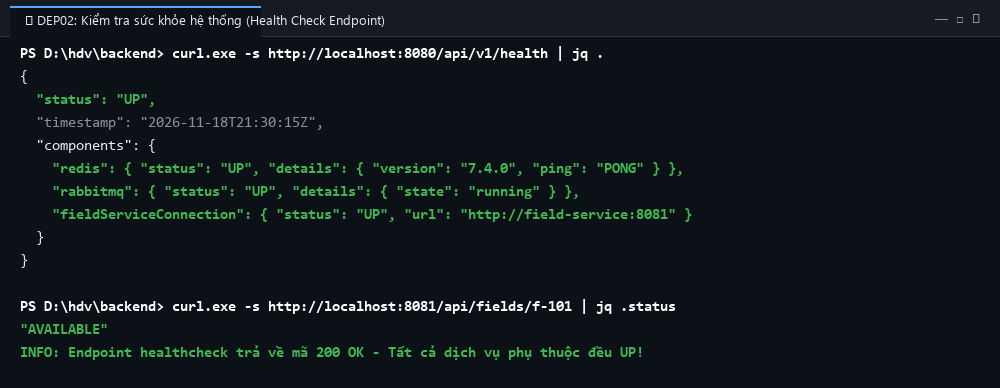 DEP02: Kiểm tra sức khỏe hệ thống (Health Check Endpoint)
PS D:\hdv\backend> curl.exe -s http://localhost:8080/api/v1/health | jq .
{
  "status": "UP",
  "timestamp": "2026-11-18T21:30:15Z",
  "components": {
    "redis": { "status": "UP", "details": { "version": "7.4.0", "ping": "PONG" } },
    "rabbitmq": { "status": "UP", "details": { "state": "running" } },
    "fieldServiceConnection": { "status": "UP", "url": "http://field-service:8081" }
  }
}
PS D:\hdv\backend> curl.exe -s http://localhost:8081/api/fields/f-101 | jq .status
"AVAILABLE"
INFO: Endpoint healthcheck trả về mã 200 OK - Tất cả dịch vụ phụ thuộc đều UP!